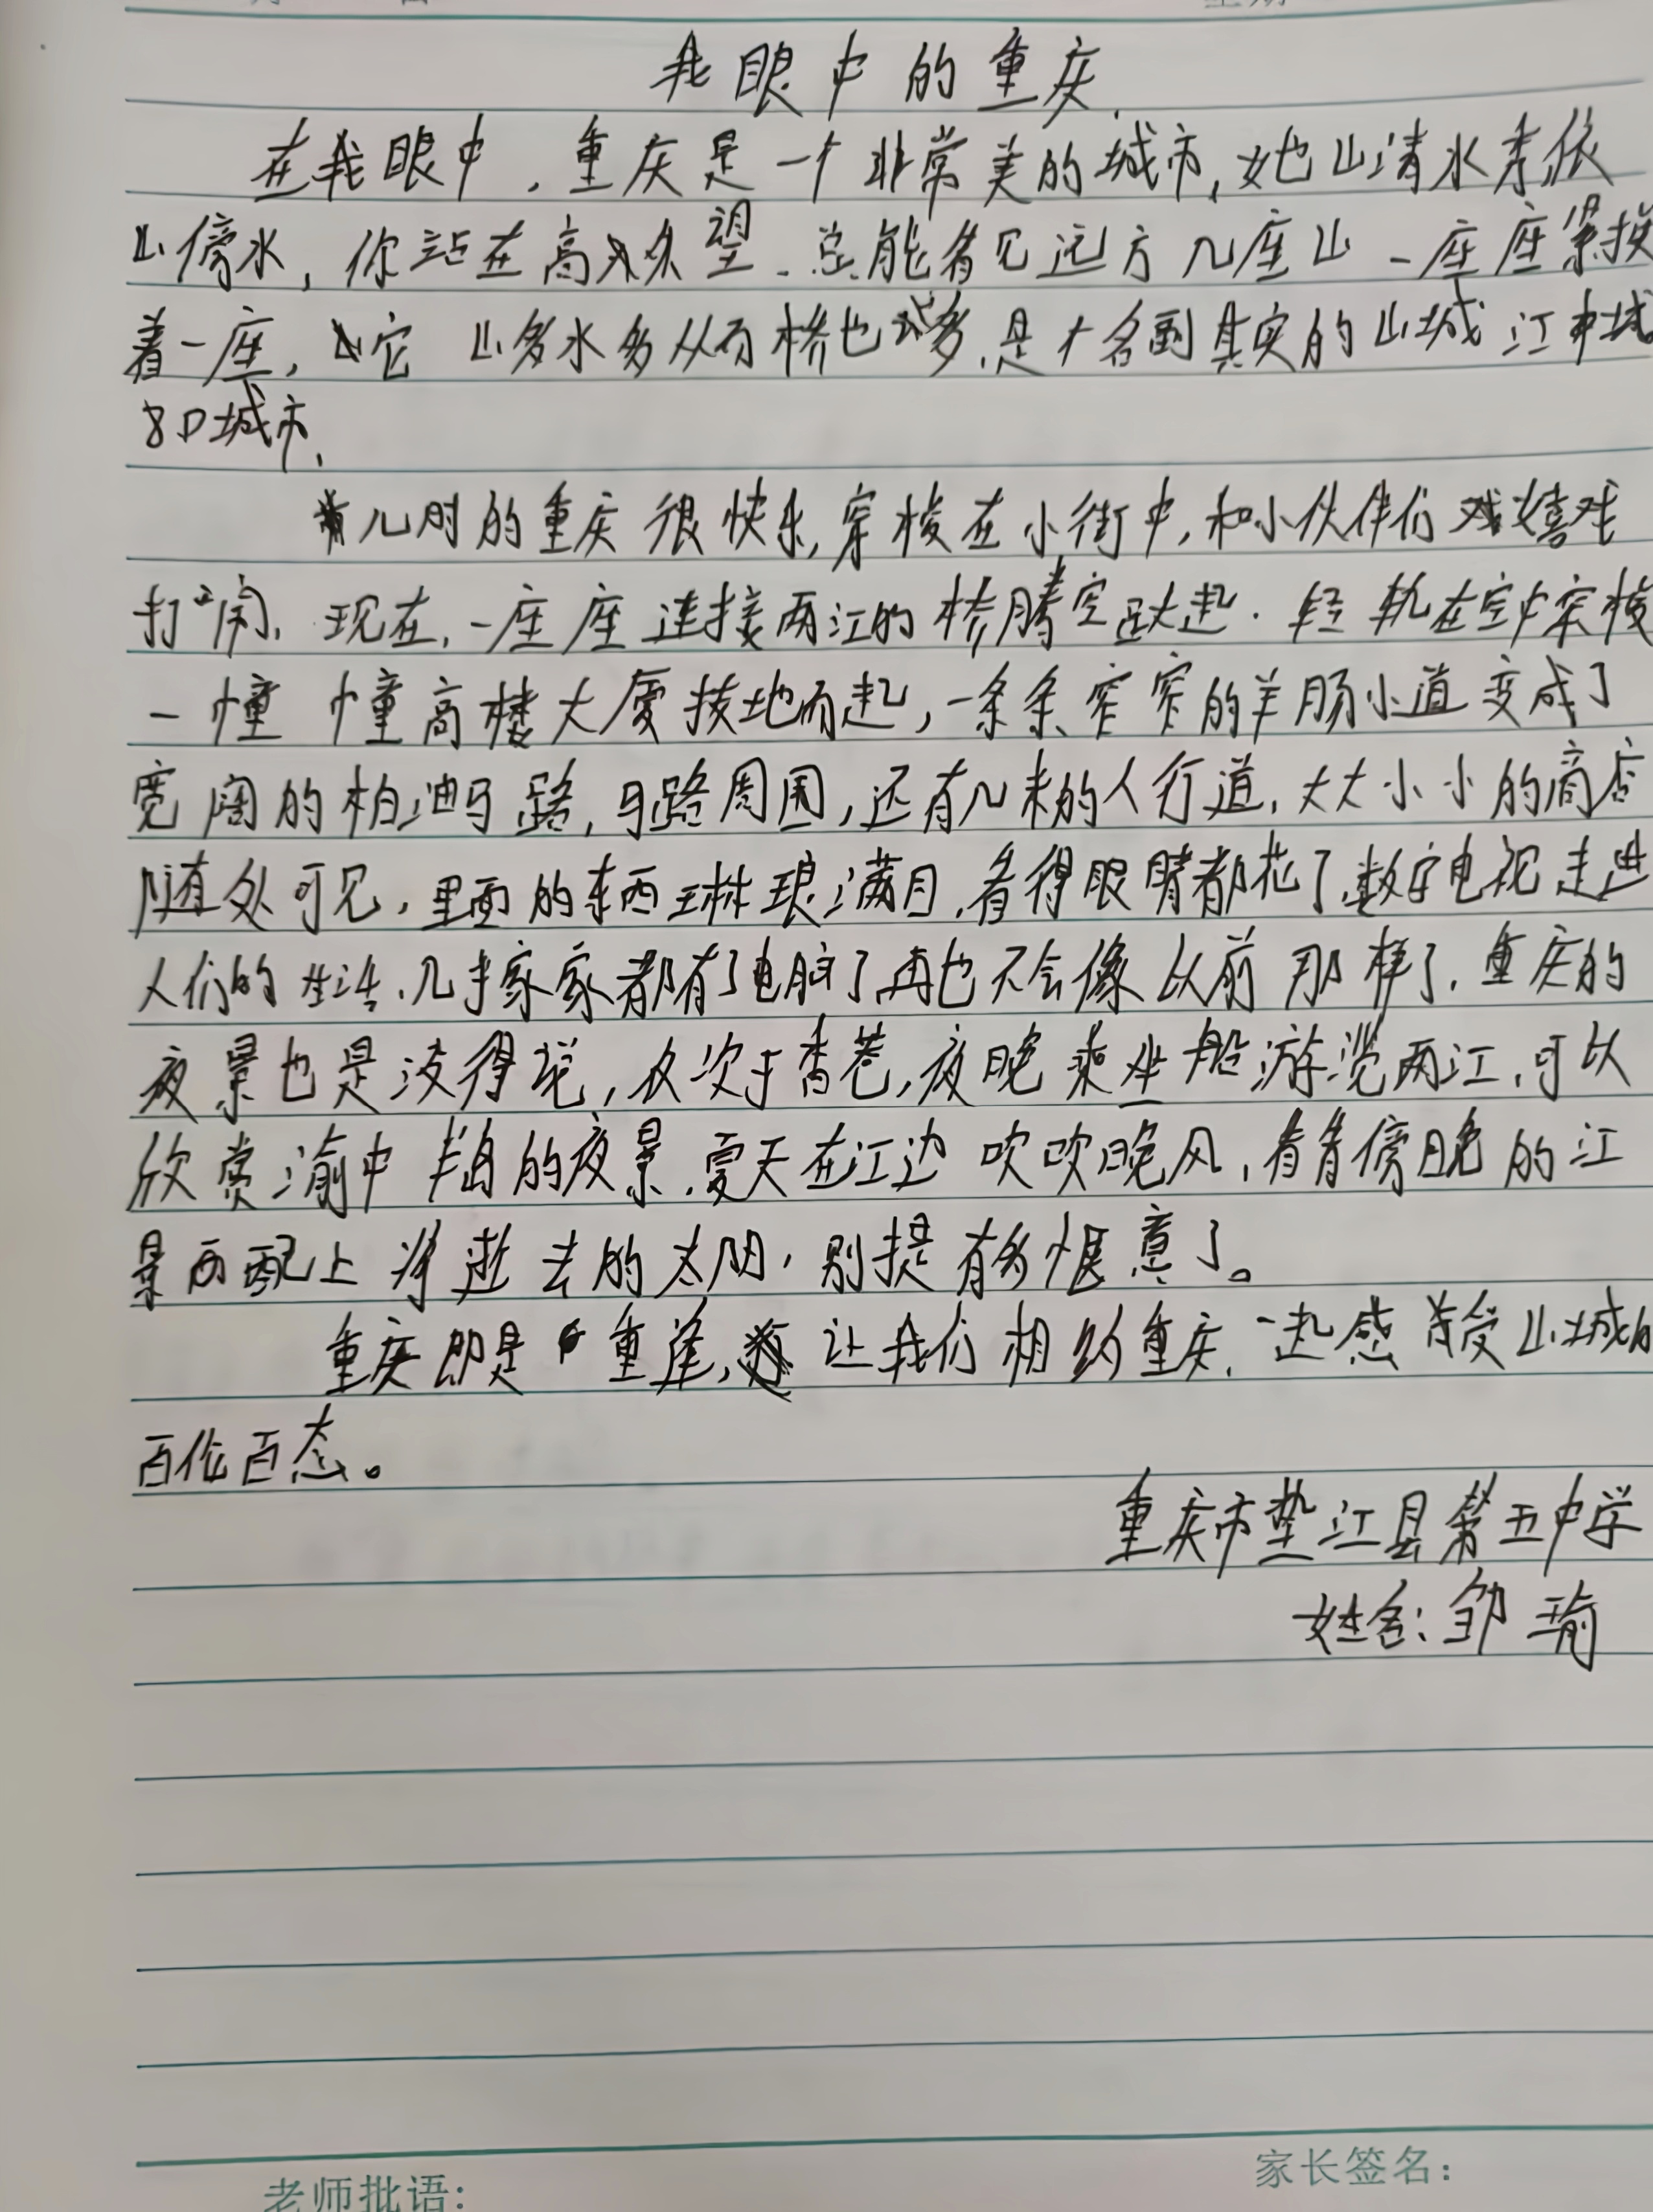 我眼中的重庆
在我眼中,重庆是一个非常美的城市,她山清水秀依
山傍水,你站在高处望、总能看见远方几座山一座座紧接
着一座,它山多水多从而桥也多,是个名副其实的山城江中城
8D城市、
儿时的重庆很快乐,穿梭在小街中,和小伙伴们嬉戏
打闹、现在,一座座连接两江的桥腾空跃起.轻轨在空中穿梭
一幢幢高楼大厦拔地而起,一条条窄窄的羊肠小道变成了
宽阔的柏油马路,马路周围,还有几米的人行道,大大小小的商店
随处可见,里面的东西琳琅满目,看得眼睛都花了,数字电视走进
人们的生活、几乎家家都有了电脑了,再也不会像以前那样了.重庆的
夜景也是没得说,次于香港,夜晚乘坐船游览两江,可以
欣赏渝中半岛的夜景.夏天在江边吹吹晚风,看着傍晚的江
景而配上将逝去的太阳,别提有多惬意了。
重庆即是重逢,让我们相约重庆,一起感受山城的
百化百态。
重庆市垫江县第五中学
姓名:邹瑜
老师批语:
家长签名: